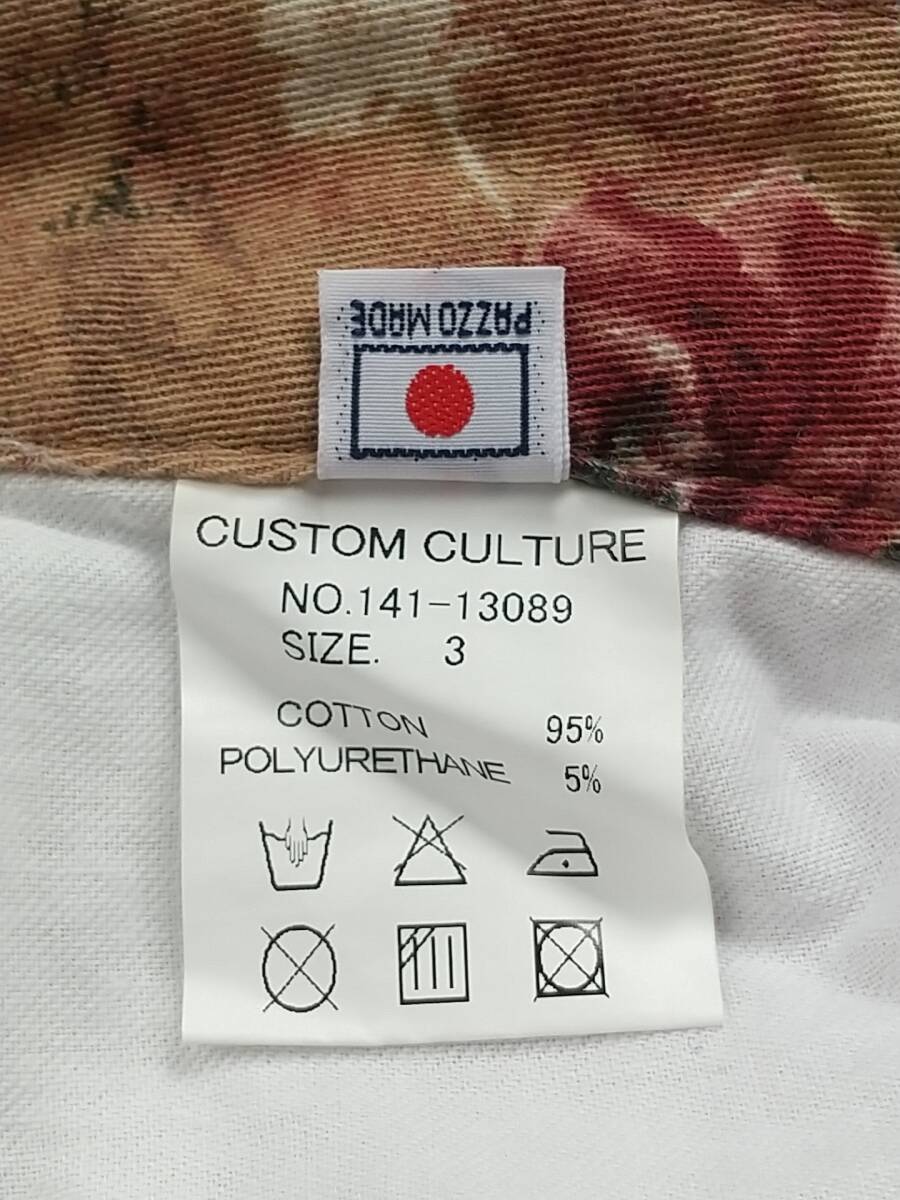 PAZZO MADE
CUSTOM CULTURE
NO.141-13089
SIZE. 3
COTTON 95%
POLYURETHANE 5%